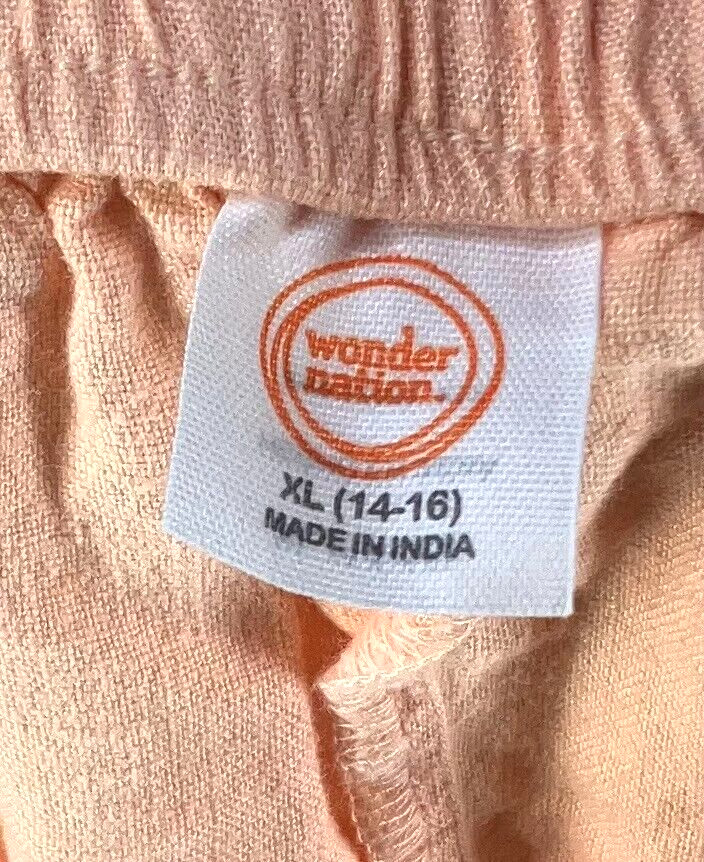 wonder
nation.
XL (14-16)
MADE IN INDIA